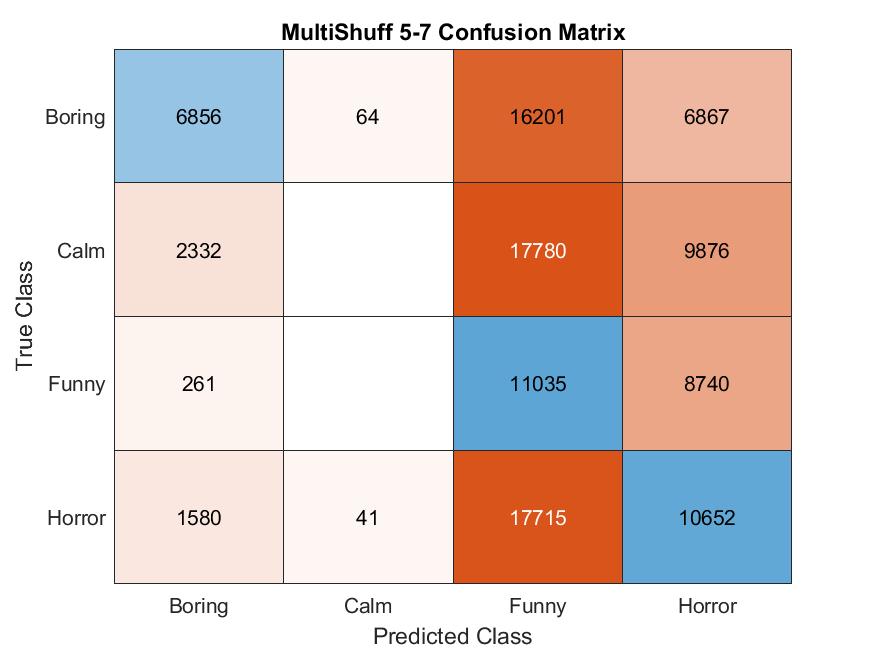 MultiShuff 5-7 Confusion Matrix
True Class
Boring 6856 64 16201 6867
Calm 2332 17780 9876
Funny 261 11035 8740
Horror 1580 41 17715 10652
Boring Calm Funny Horror
Predicted Class